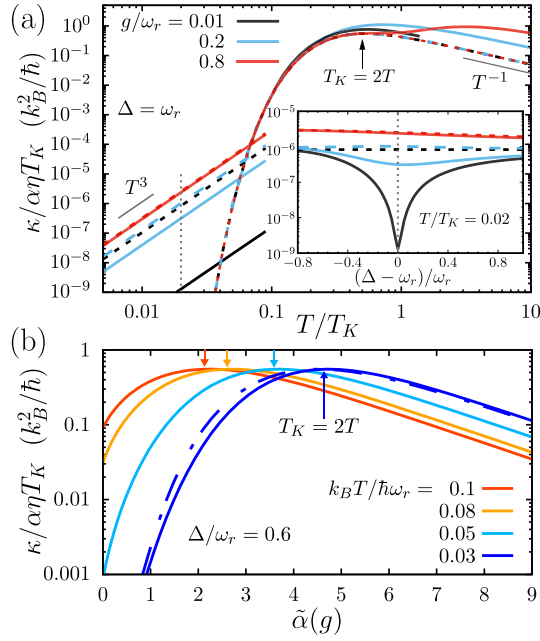 (a)
g/ω_r = 0.01
0.2
0.8
κ/αηT_K (k_B^2/ħ)
10^0
10^-1
10^-2
10^-3
10^-4
10^-5
10^-6
10^-7
10^-8
10^-9
Δ = ω_r
T^3
T_K = 2T
T^-1
10^-5
10^-6
10^-7
10^-8
10^-9
T/T_K = 0.02
-0.8 -0.4 0 0.4 0.8
(Δ − ω_r)/ω_r
0.01 0.1 1 10
T/T_K
(b)
κ/αηT_K (k_B^2/ħ)
1
0.1
0.01
0.001
T_K = 2T
k_BT/ħω_r = 0.1
0.08
0.05
0.03
Δ/ω_r = 0.6
0 1 2 3 4 5 6 7 8 9
α̃(g)